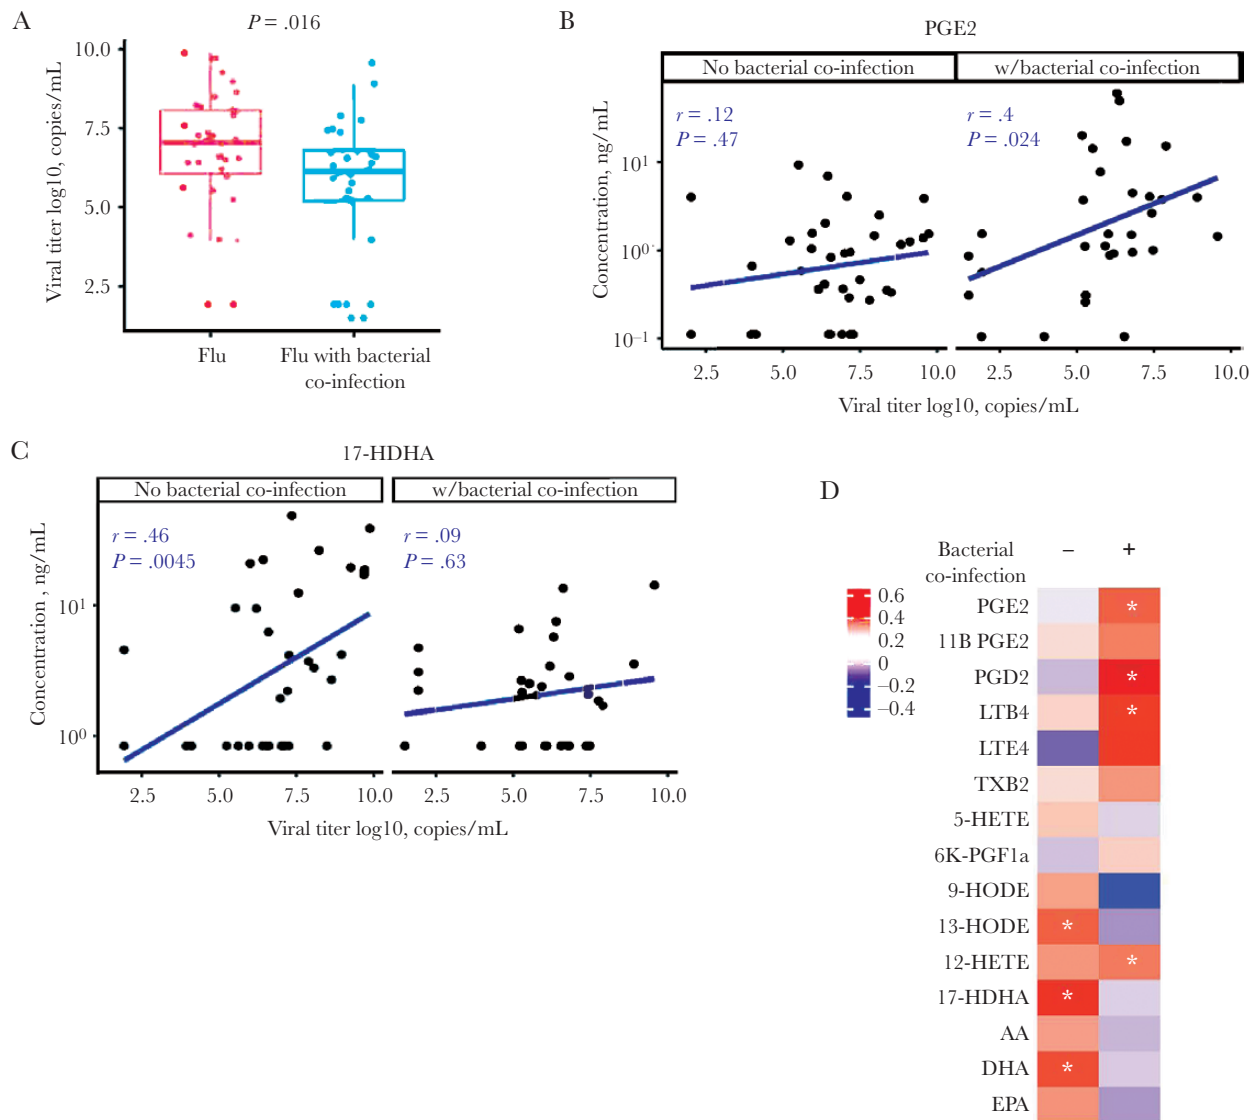 A
P = .016
Viral titer log10, copies/mL
10.0
7.5
5.0
2.5
Flu
Flu with bacterial
co-infection
B
PGE2
No bacterial co-infection
w/bacterial co-infection
r = .12
P = .47
r = .4
P = .024
Concentration, ng/mL
10¹
10⁰
10⁻¹
2.5 5.0 7.5 10.0
2.5 5.0 7.5 10.0
Viral titer log10, copies/mL
C
17-HDHA
No bacterial co-infection
w/bacterial co-infection
r = .46
P = .0045
r = .09
P = .63
Concentration , ng/mL
10¹
10⁰
2.5 5.0 7.5 10.0
2.5 5.0 7.5 10.0
Viral titer log10, copies/mL
D
Bacterial
co-infection
− +
0.6
0.4
0.2
0
−0.2
−0.4
PGE2 *
11B PGE2
PGD2 *
LTB4 *
LTE4
TXB2
5-HETE
6K-PGF1a
9-HODE
13-HODE *
12-HETE *
17-HDHA *
AA
DHA *
EPA